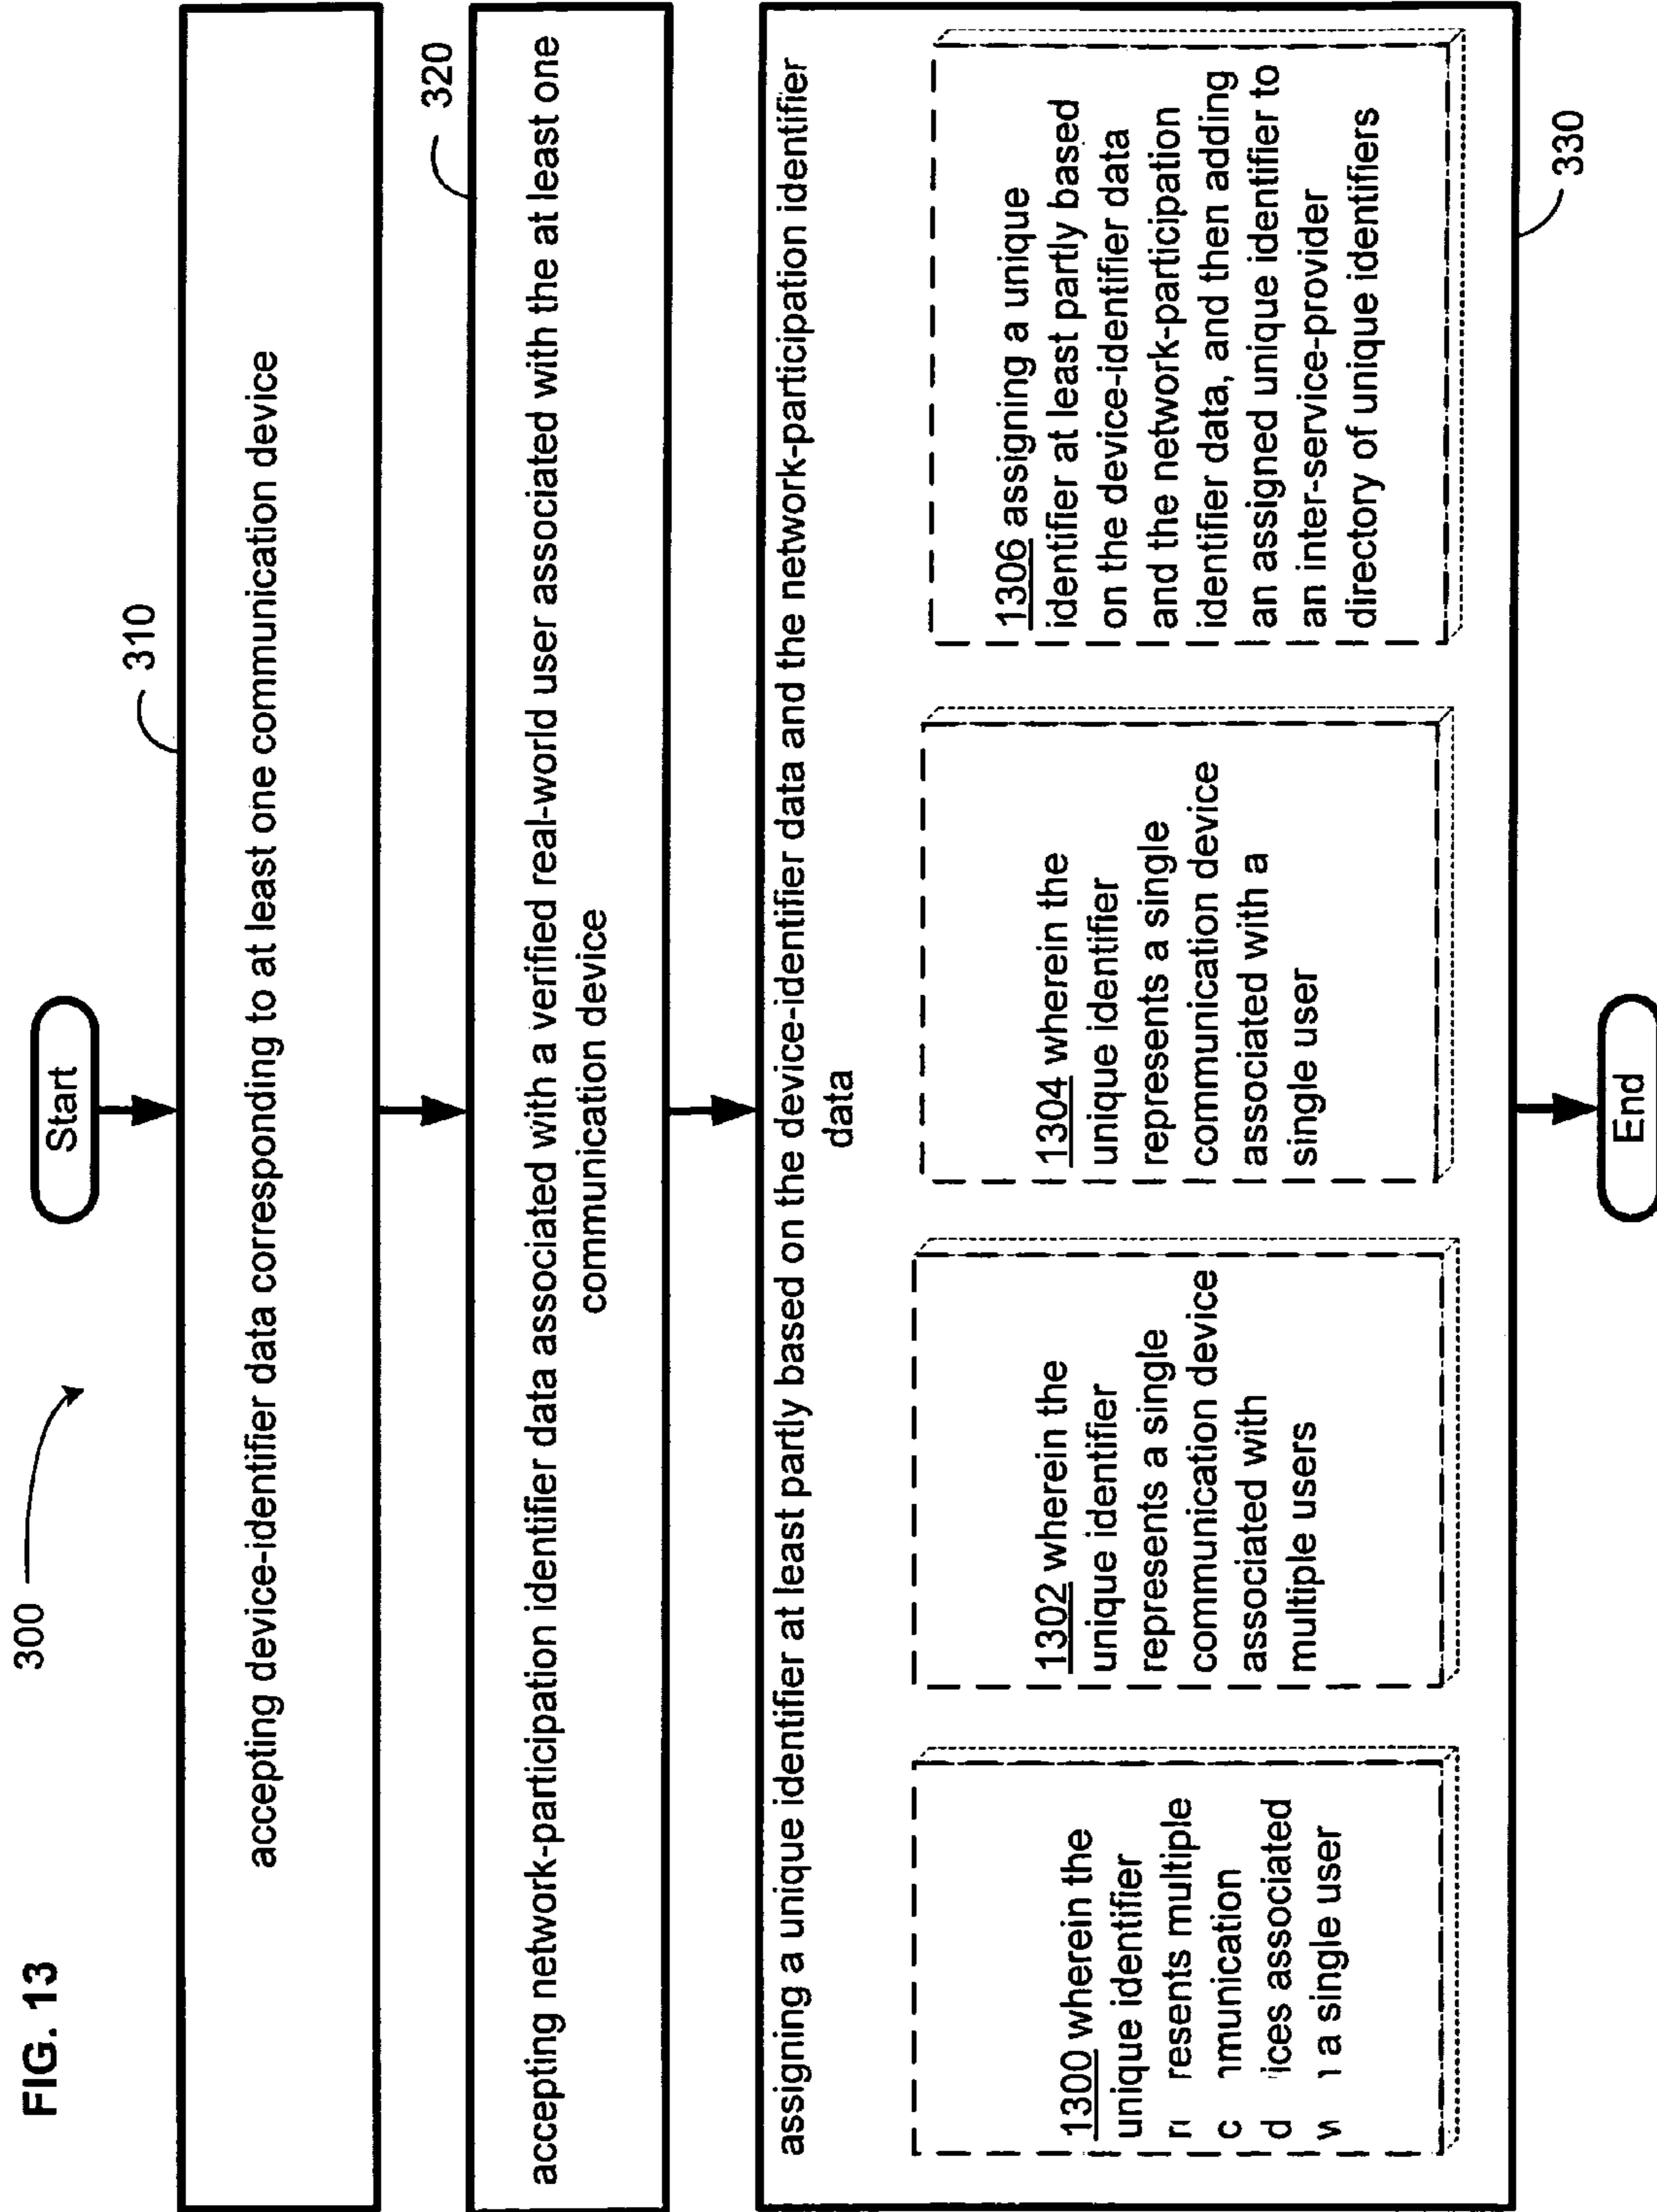 FIG. 13
300
Start
310
accepting device-identifier data corresponding to at least one communication device
320
accepting network-participation identifier data associated with a verified real-world user associated with the at least one
communication device
assigning a unique identifier at least partly based on the device-identifier data and the network-participation identifier
data
1300 wherein the
unique identifier
resents multiple
munication
ices associated
a single user
1302 wherein the
unique identifier
represents a single
communication device
associated with
multiple users
1304 wherein the
unique identifier
represents a single
communication device
associated with a
single user
1306 assigning a unique
identifier at least partly based
on the device-identifier data
and the network-participation
identifier data, and then adding
an assigned unique identifier to
an inter-service-provider
directory of unique identifiers
330
End